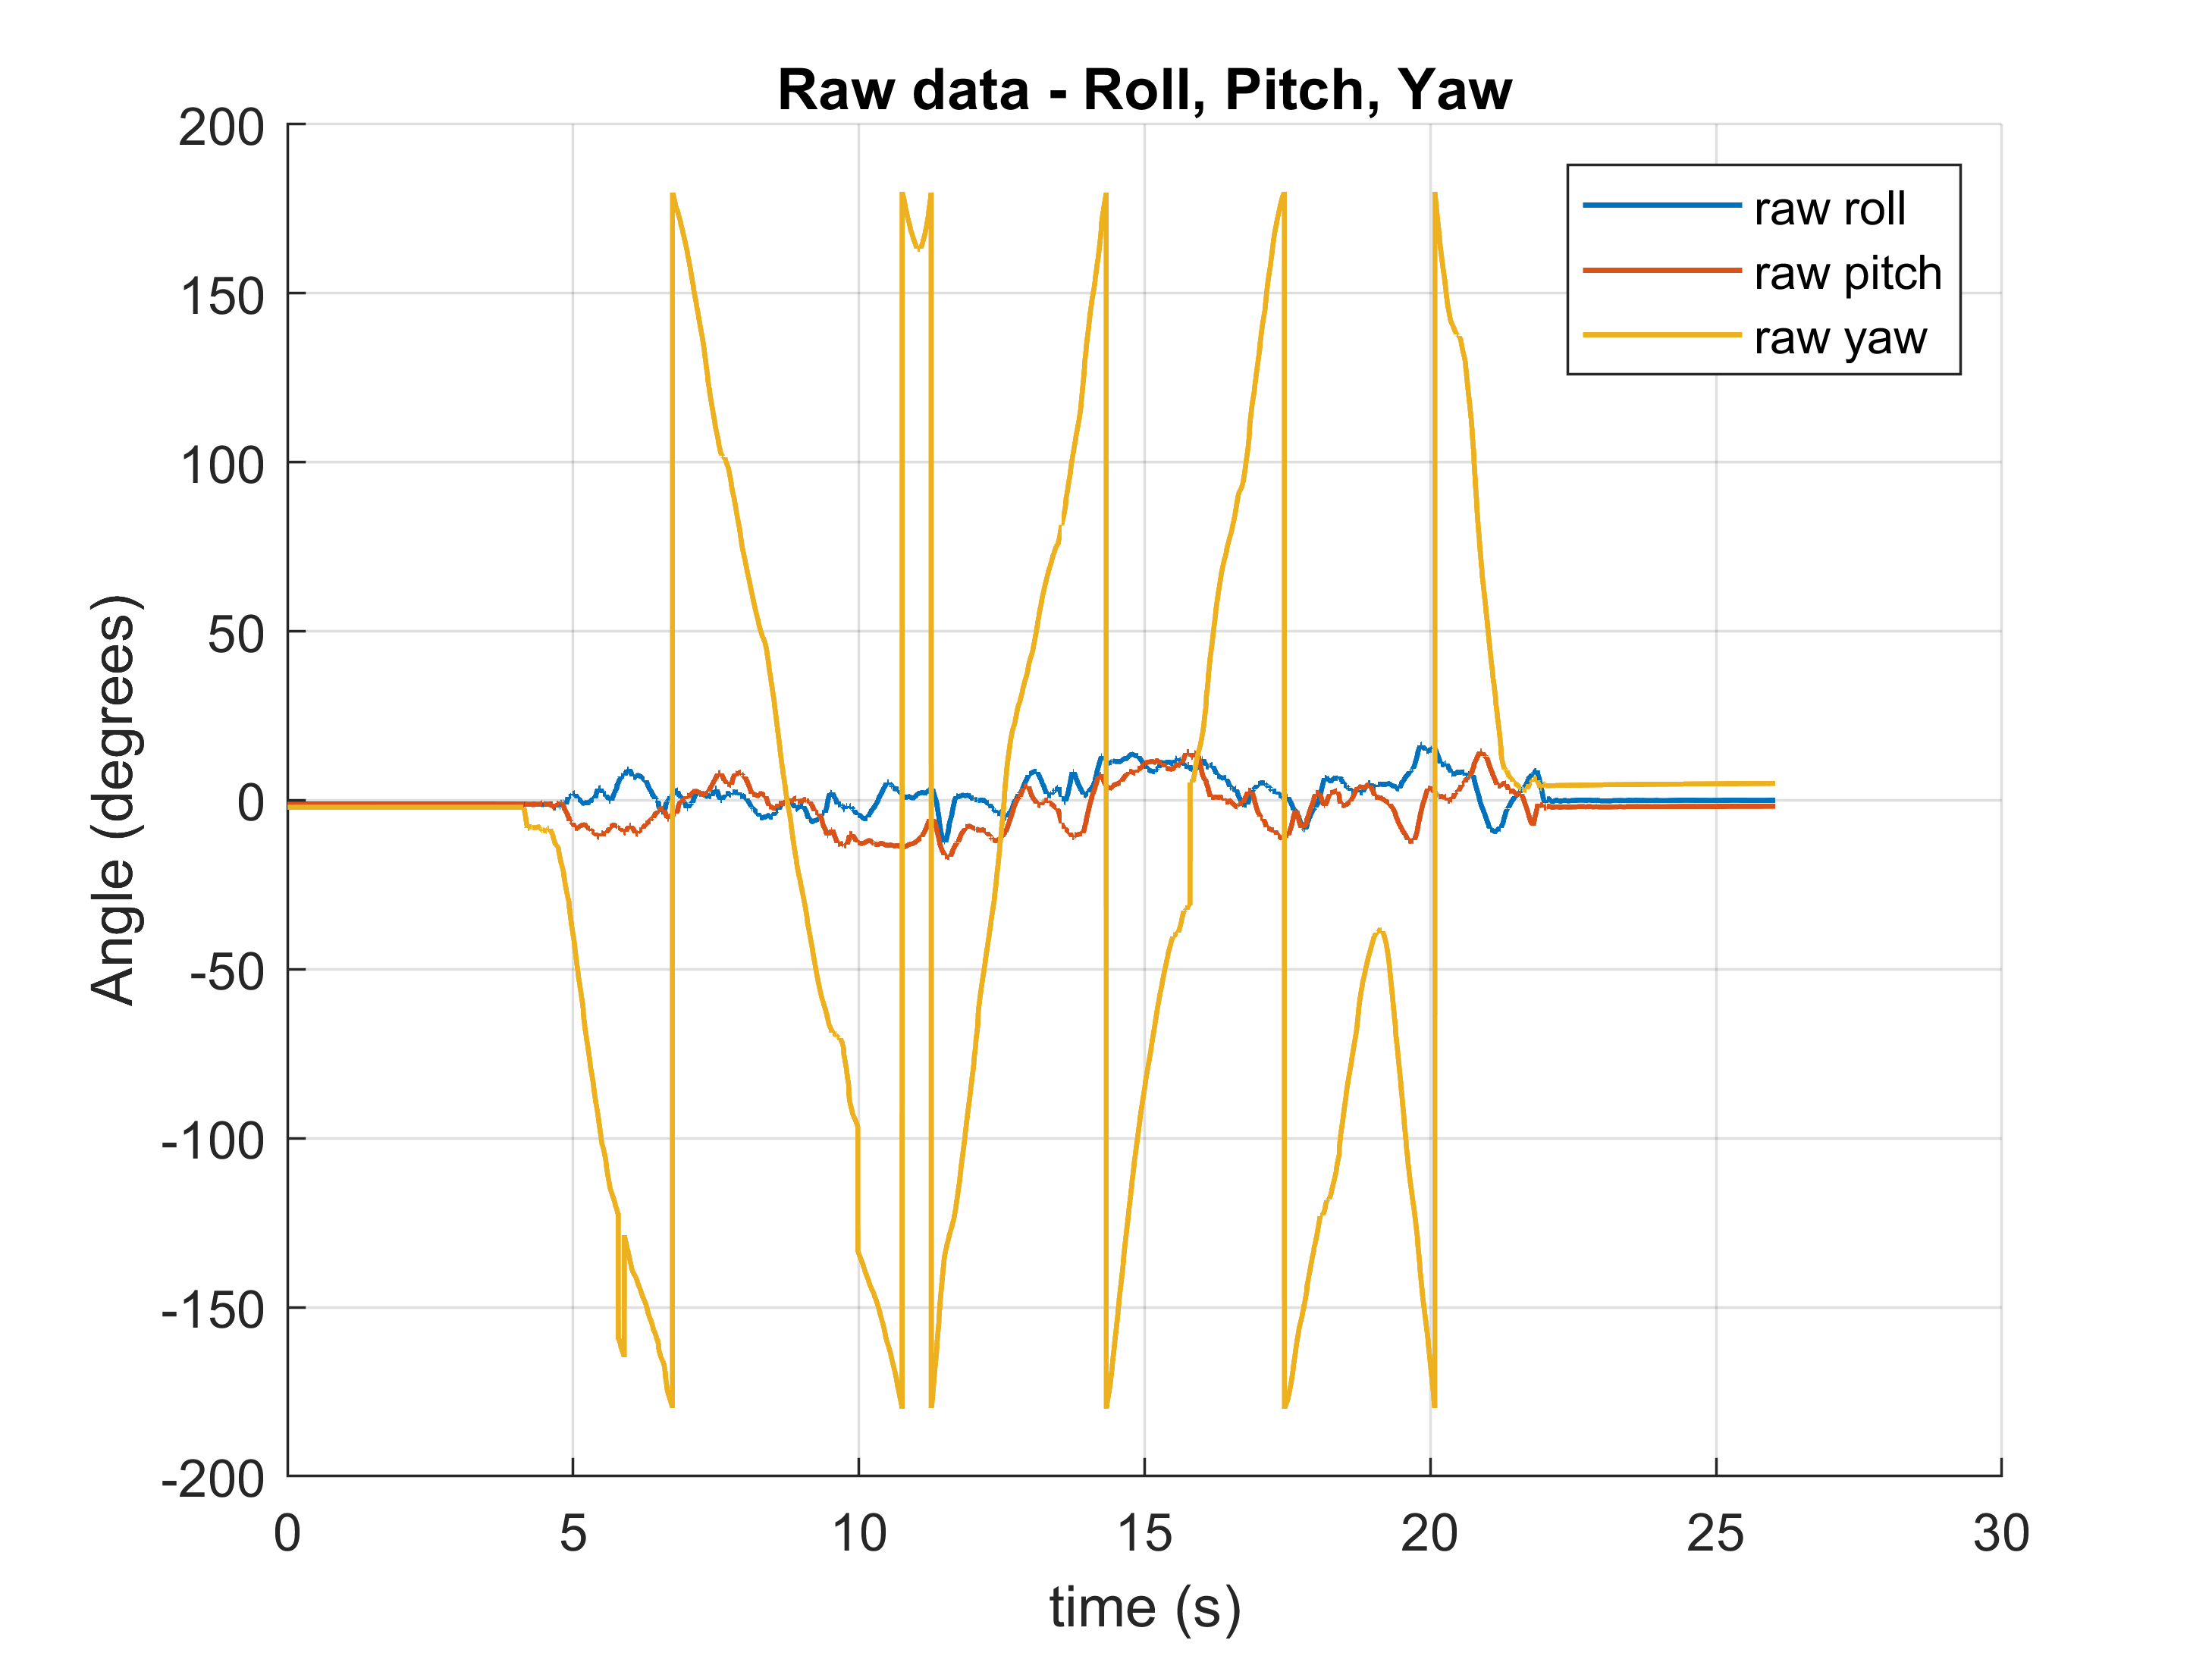 Raw data - Roll, Pitch, Yaw
200
150
100
50
0
-50
-100
-150
-200
Angle (degrees)
raw roll
raw pitch
raw yaw
0 5 10 15 20 25 30
time (s)